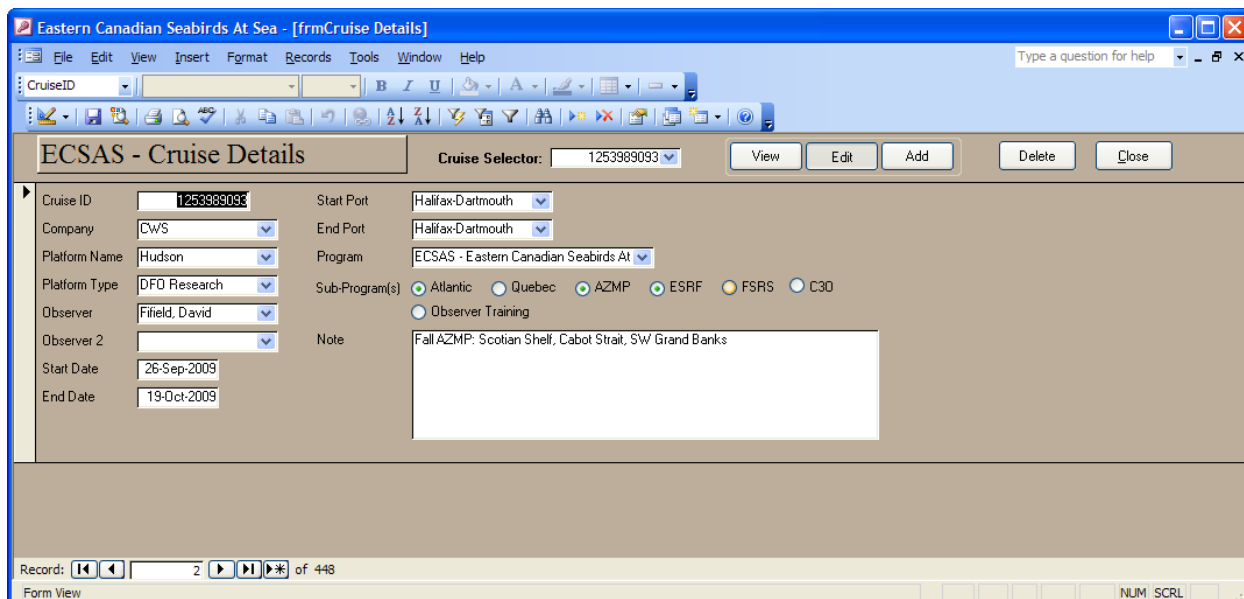 Eastern Canadian Seabirds At Sea - [frmCruise Details]
File Edit View Insert Format Records Tools Window Help Type a question for help
CruiseID B I U A
ABC
ECSAS - Cruise Details Cruise Selector: 1253989093 View Edit Add Delete Close
Cruise ID 1253989093 Start Port Halifax-Dartmouth
Company CWS End Port Halifax-Dartmouth
Platform Name Hudson Program ECSAS - Eastern Canadian Seabirds At
Platform Type DFO Research Sub-Program(s) Atlantic Quebec AZMP ESRF FSRS C3O
Observer Fifield, David Observer Training
Observer 2 Note Fall AZMP: Scotian Shelf, Cabot Strait, SW Grand Banks
Start Date 26-Sep-2009
End Date 19-Oct-2009
Record: 2 of 448
Form View NUM SCRL